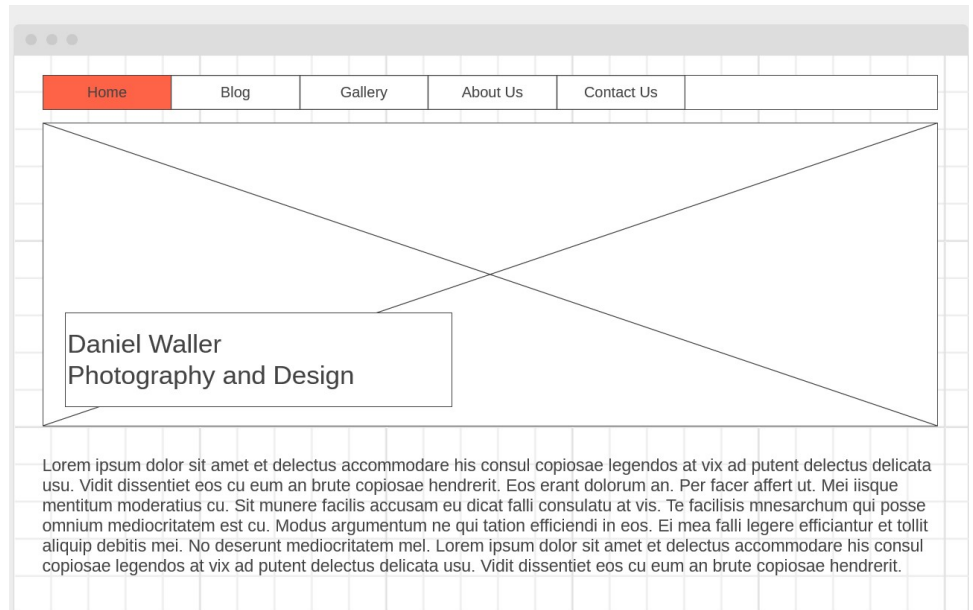 Home
Blog
Gallery
About Us
Contact Us
Daniel Waller
Photography and Design
Lorem ipsum dolor sit amet et delectus accommodare his consul copiosae legendos at vix ad putent delectus delicata
usu. Vidit dissentiet eos cu eum an brute copiosae hendrerit. Eos erant dolorum an. Per facer affert ut. Mei iisque
mentitum moderatius cu. Sit munere facilis accusam eu dicat falli consulatu at vis. Te facilisis mnesarchum qui posse
omnium mediocritatem est cu. Modus argumentum ne qui tation efficiendi in eos. Ei mea falli legere efficiantur et tollit
aliquip debitis mei. No deserunt mediocritatem mel. Lorem ipsum dolor sit amet et delectus accommodare his consul
copiosae legendos at vix ad putent delectus delicata usu. Vidit dissentiet eos cu eum an brute copiosae hendrerit.